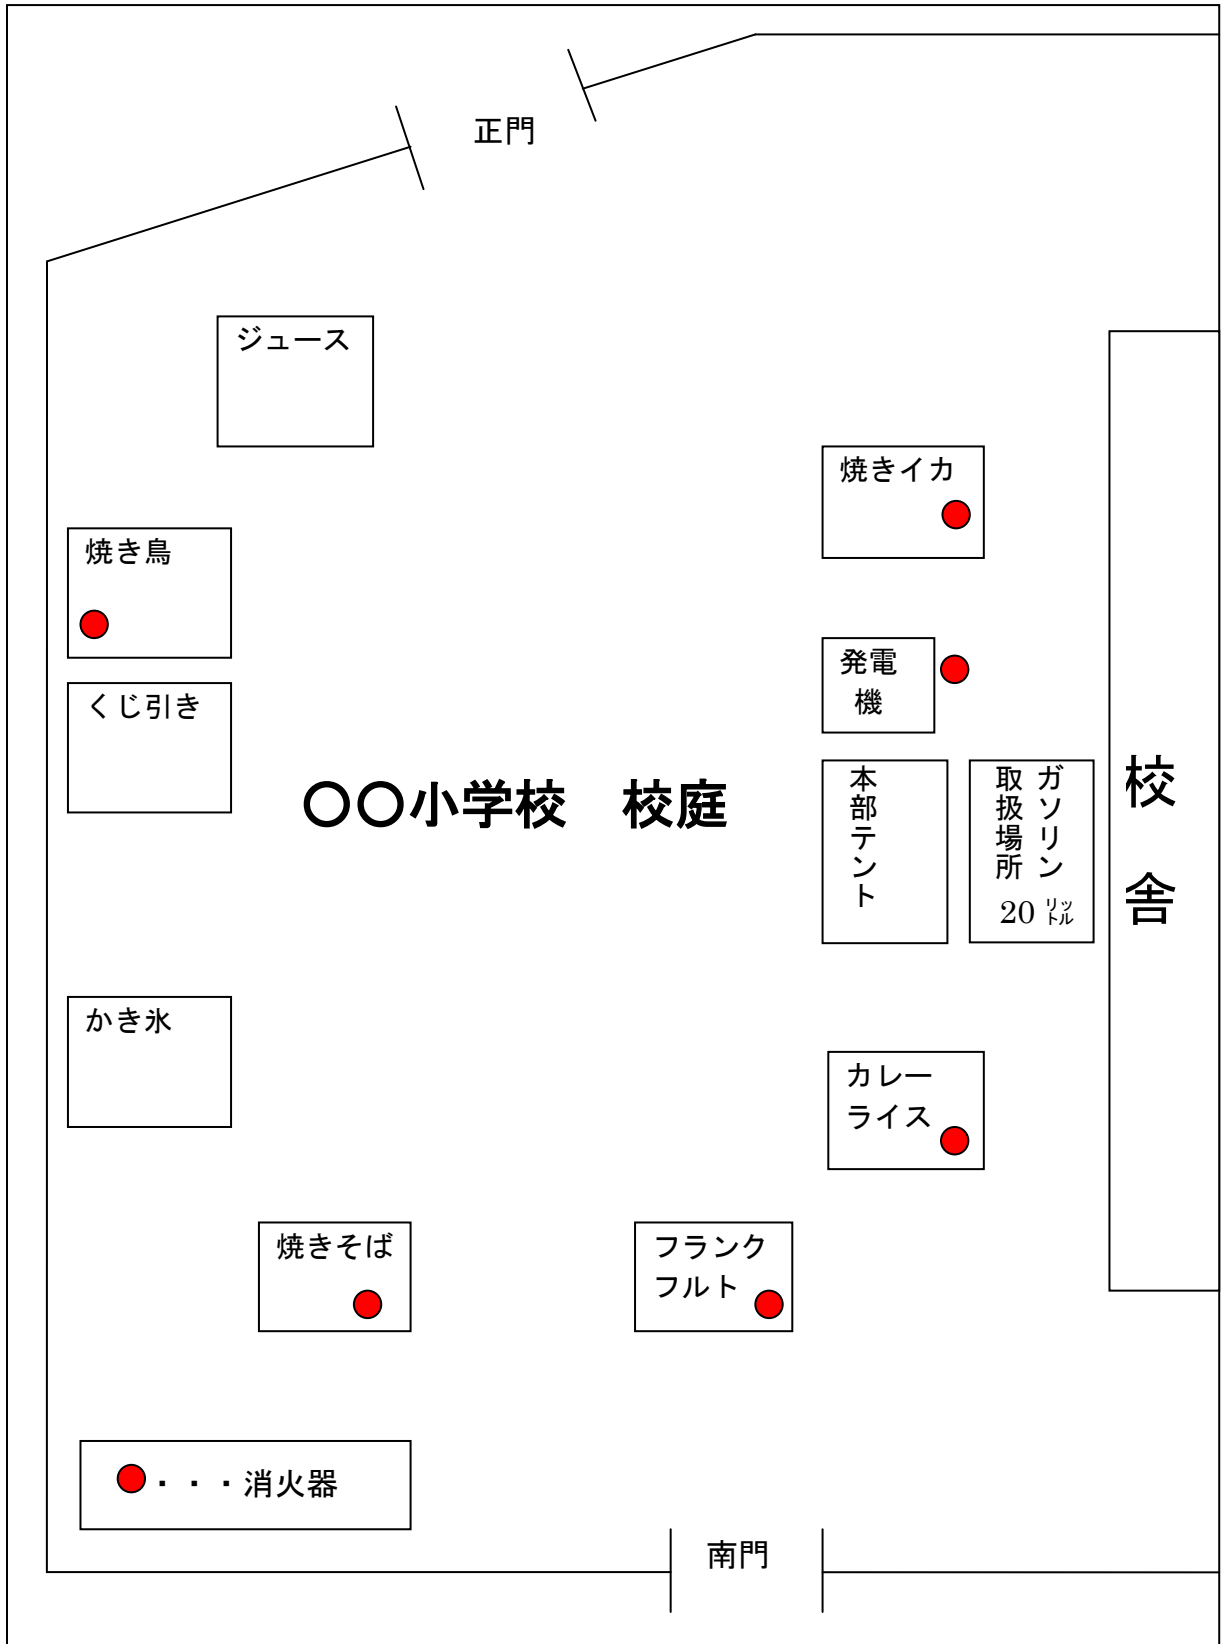 正門
ジュース
焼きイカ
焼き鳥
発電
機
くじ引き
〇〇小学校　校庭
本部テント
ガソリン
取扱場所
20 リットル
校舎
かき氷
カレー
ライス
焼きそば
フランク
フルト
・・・消火器
南門